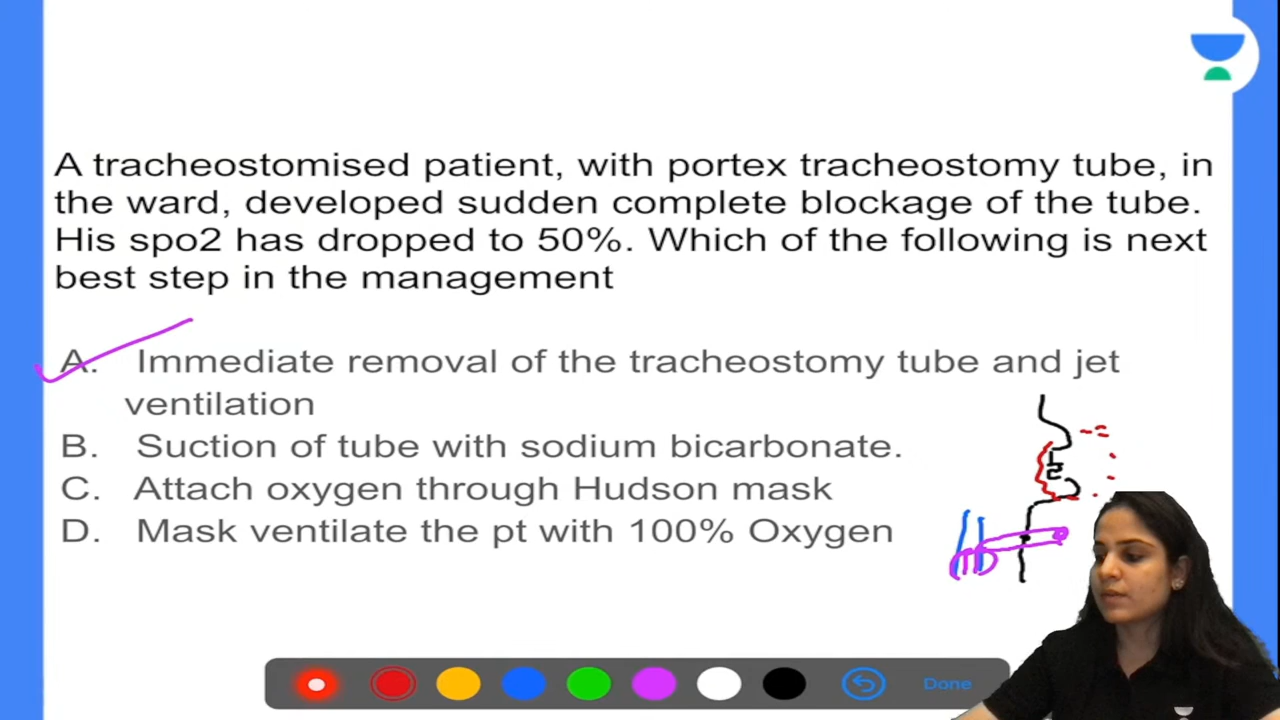 A tracheostomised patient, with portex tracheostomy tube, in
the ward, developed sudden complete blockage of the tube.
His spo2 has dropped to 50%. Which of the following is next
best step in the management
A. Immediate removal of the tracheostomy tube and jet
ventilation
B. Suction of tube with sodium bicarbonate.
C. Attach oxygen through Hudson mask
D. Mask ventilate the pt with 100% Oxygen
Done